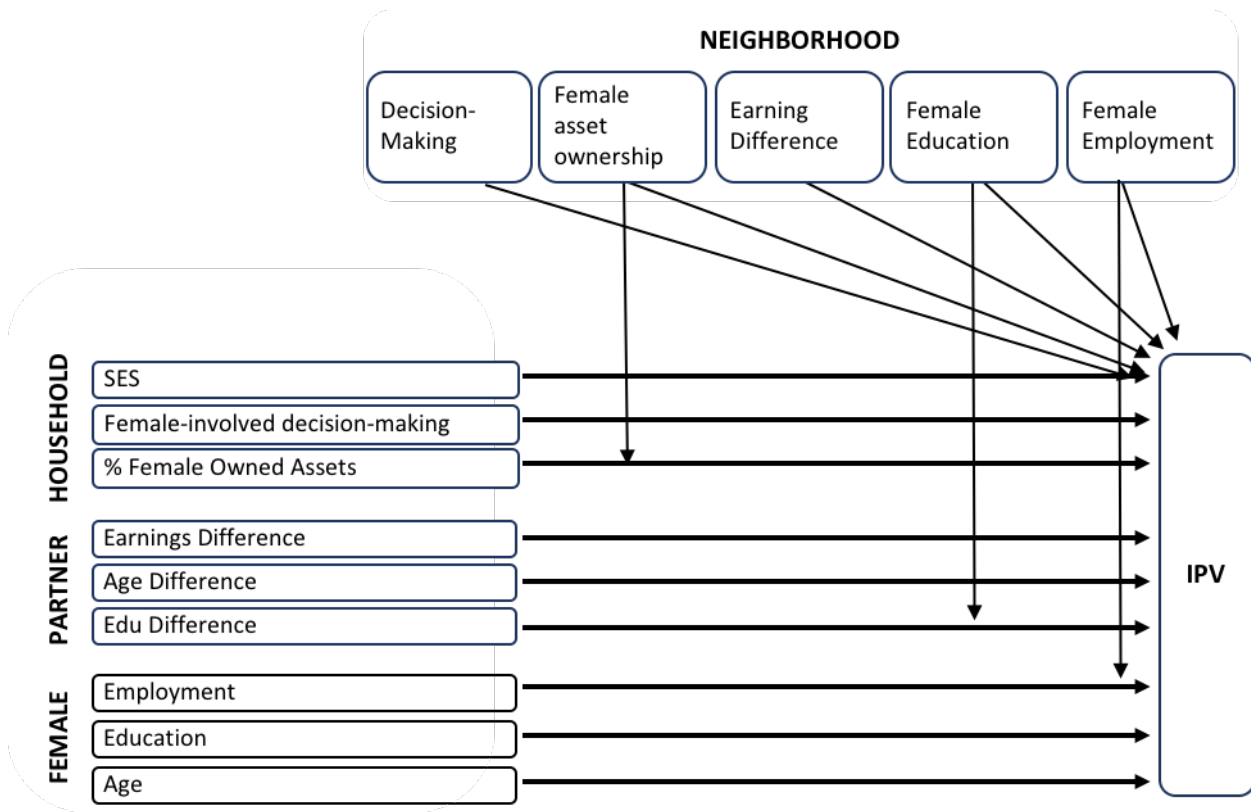 NEIGHBORHOOD
Decision-
Making
Female
asset
ownership
Earning
Difference
Female
Education
Female
Employment
HOUSEHOLD
SES
Female-involved decision-making
% Female Owned Assets
PARTNER
Earnings Difference
Age Difference
Edu Difference
FEMALE
Employment
Education
Age
IPV